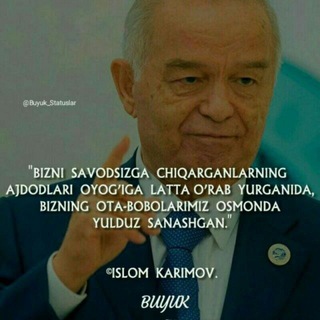 @Buyuk_Statuslar
"BIZNI SAVODSIZGA CHIQARGANLARNING
AJDODLARI OYOG'IGA LATTA O'RAB YURGANIDA,
BIZNING OTA-BOBOLARIMIZ OSMONDA
YULDUZ SANASHGAN."
©ISLOM KARIMOV.
BUYUK